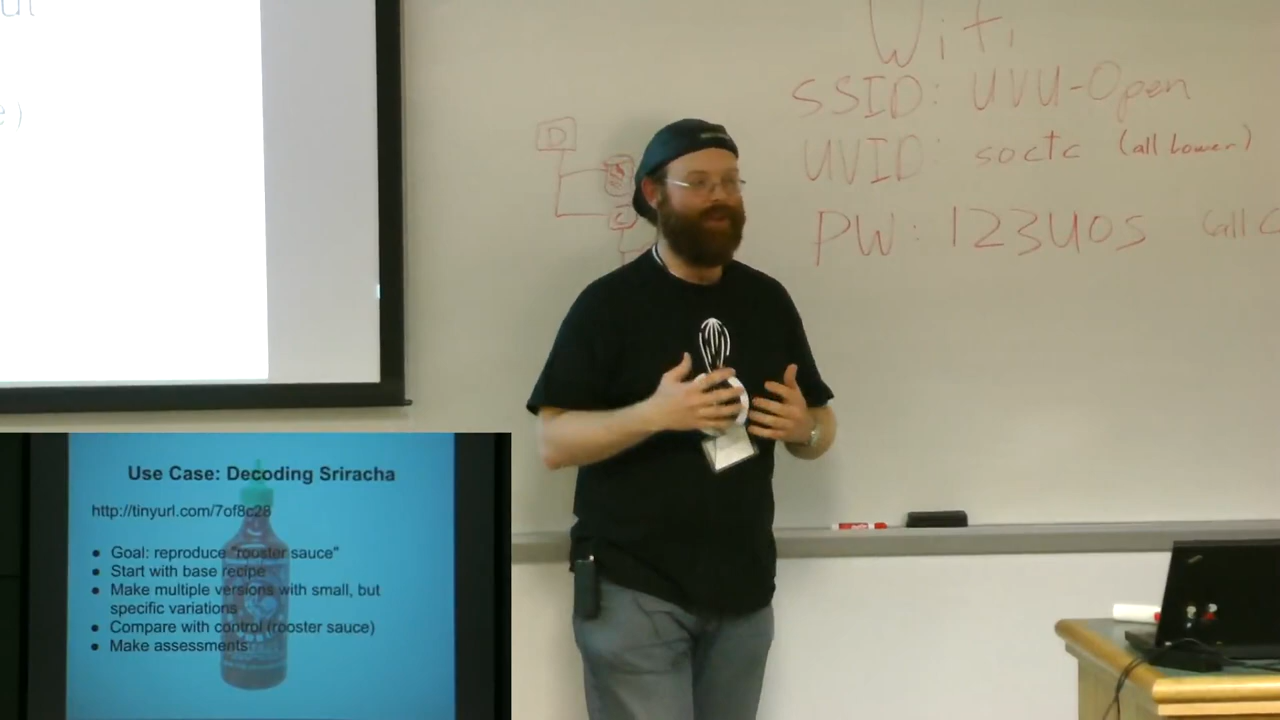 Wifi
SSID: UVU-Open
UVID: soctc (all lower)
PW: 123uos (all
D
C
Use Case: Decoding Sriracha
http://tinyurl.com/7of8c28
● Goal: reproduce "rooster sauce"
● Start with base recipe
● Make multiple versions with small, but
specific variations
● Compare with control (rooster sauce)
● Make assessments